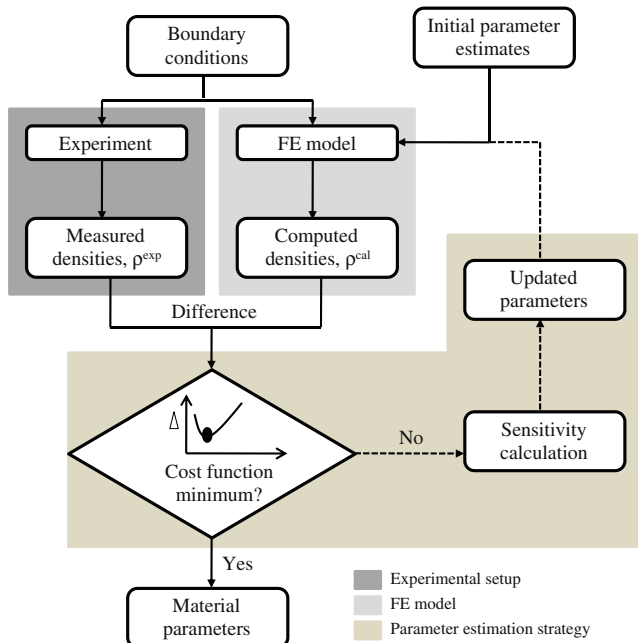 Boundary
conditions
Initial parameter
estimates
Experiment
FE model
Measured
densities, ρ^exp
Computed
densities, ρ^cal
Updated
parameters
Difference
Δ
Cost function
minimum?
No
Sensitivity
calculation
Yes
Material
parameters
Experimental setup
FE model
Parameter estimation strategy